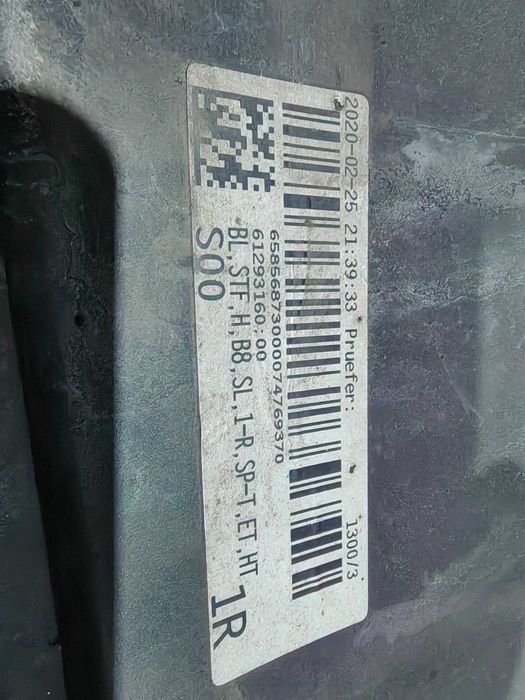 2020-02-25 21:39:33 Pruefer: 1300/3
65856873000074769370
61293160;00
BL,STF,H,B8,SL,1-R,SP-T,ET,HT
S00 1R